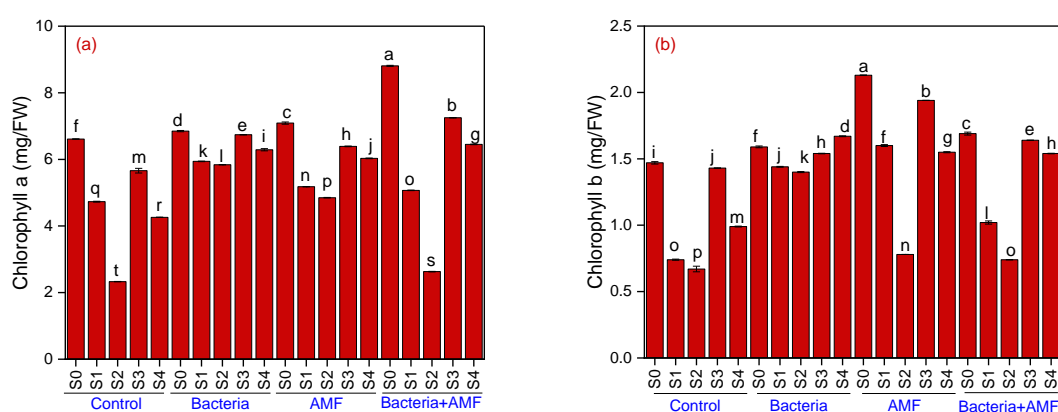 (a)
Chlorophyll a (mg/FW)
10
8
6
4
2
0
f
q
t
m
r
d
k
l
e
i
c
n
p
h
j
a
o
s
b
g
S0 S1 S2 S3 S4 S0 S1 S2 S3 S4 S0 S1 S2 S3 S4 S0 S1 S2 S3 S4
Control Bacteria AMF Bacteria+AMF
(b)
Chlorophyll b (mg/FW)
2.5
2.0
1.5
1.0
0.5
0.0
i
o
p
j
m
f
j
k
h
d
a
f
n
b
g
c
l
o
e
h
S0 S1 S2 S3 S4 S0 S1 S2 S3 S4 S0 S1 S2 S3 S4 S0 S1 S2 S3 S4
Control Bacteria AMF Bacteria+AMF